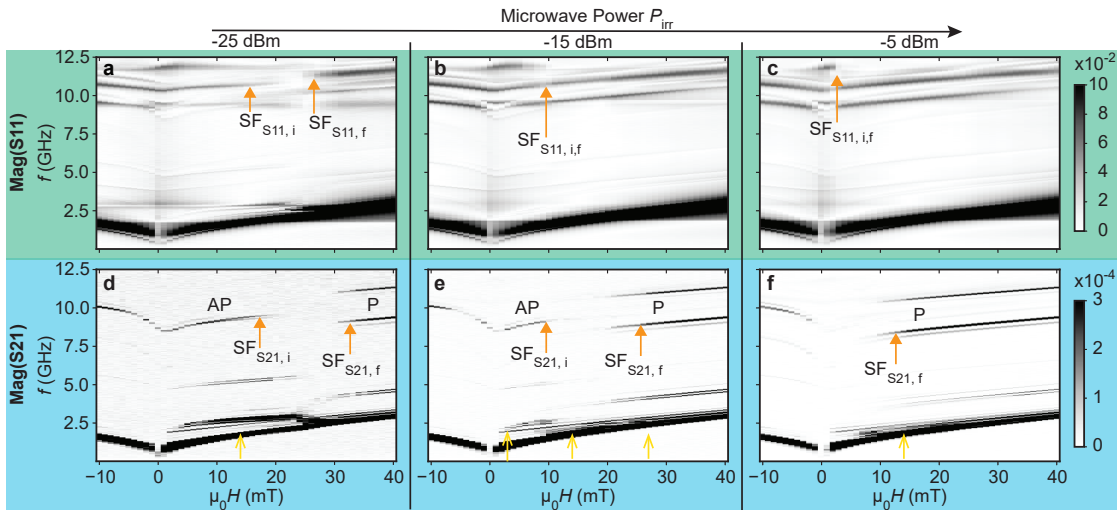 Microwave Power P_irr
-25 dBm -15 dBm -5 dBm
12.5 a b c x10⁻²
10.0 10
SF_S11, i SF_S11, f SF_S11, i,f SF_S11, i,f
8
7.5
6
Mag(S11)
f (GHz)
5.0 4
2.5 2
0
12.5 d e f x10⁻⁴
3
10.0 AP P AP P P
SF_S21, i SF_S21, f SF_S21, i SF_S21, f SF_S21, f
7.5 2
Mag(S21)
f (GHz)
5.0 1
2.5
0
−10 0 10 20 30 40 −10 0 10 20 30 40 −10 0 10 20 30 40
μ₀H (mT) μ₀H (mT) μ₀H (mT)